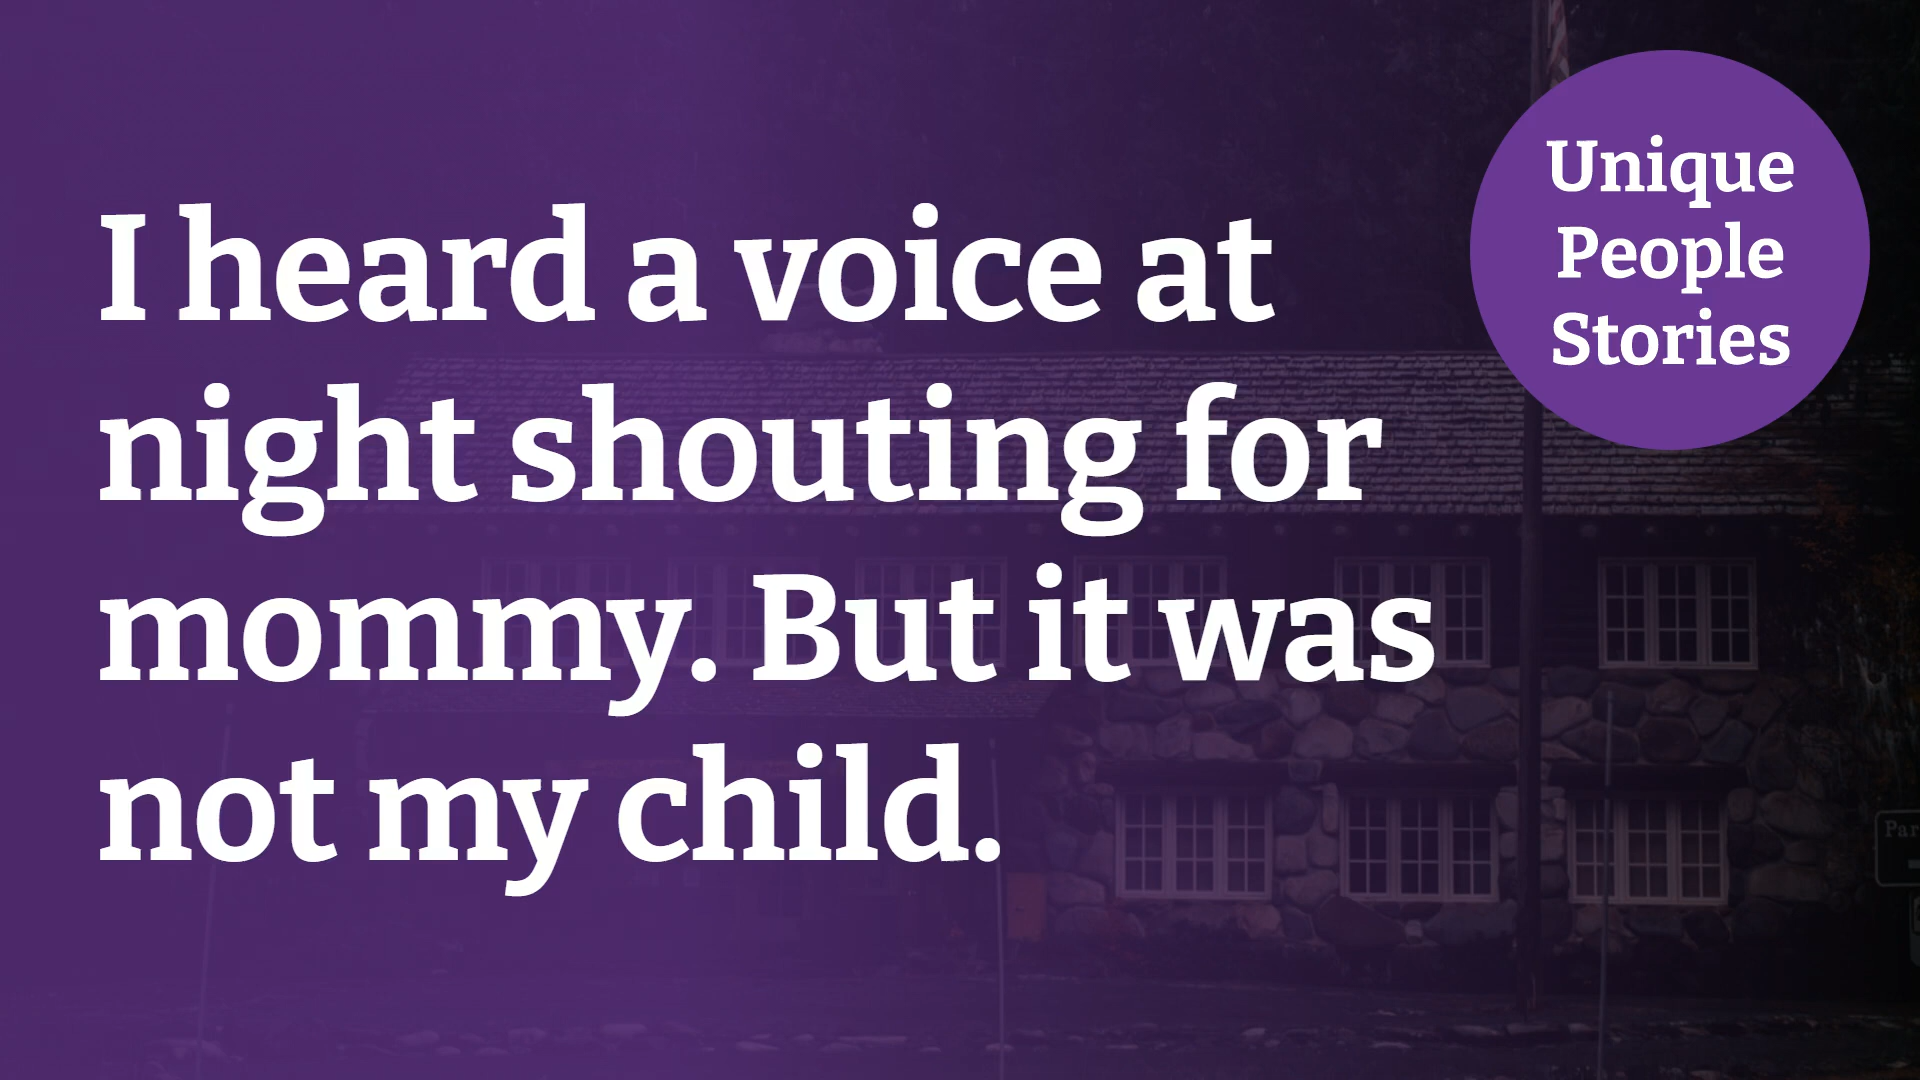 I heard a voice at
night shouting for
mommy. But it was
not my child.
Unique
People
Stories